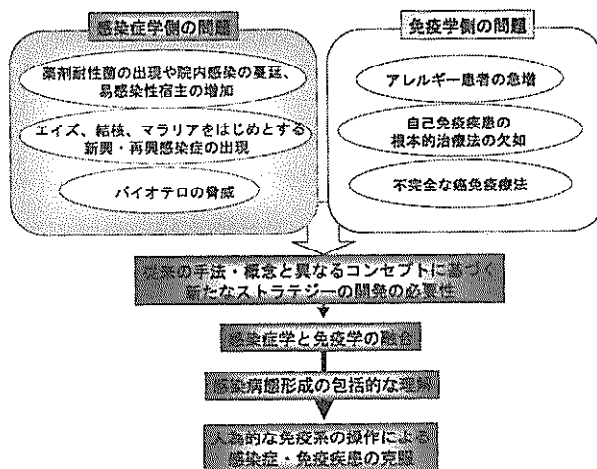 感染症学側の問題
薬剤耐性菌の出現や院内感染の蔓延、
易感染性宿主の増加
エイズ、結核、マラリアをはじめとする
新興・再興感染症の出現
バイオテロの脅威
免疫学側の問題
アレルギー患者の急増
自己免疫疾患の
根本的治療法の欠如
不完全な癌免疫療法
従来の手法・概念と異なるコンセプトに基づく
新たなストラテジーの開発の必要性
感染症学と免疫学の融合
感染病態形成の包括的な理解
人為的な免疫系の操作による
感染症・免疫疾患の克服